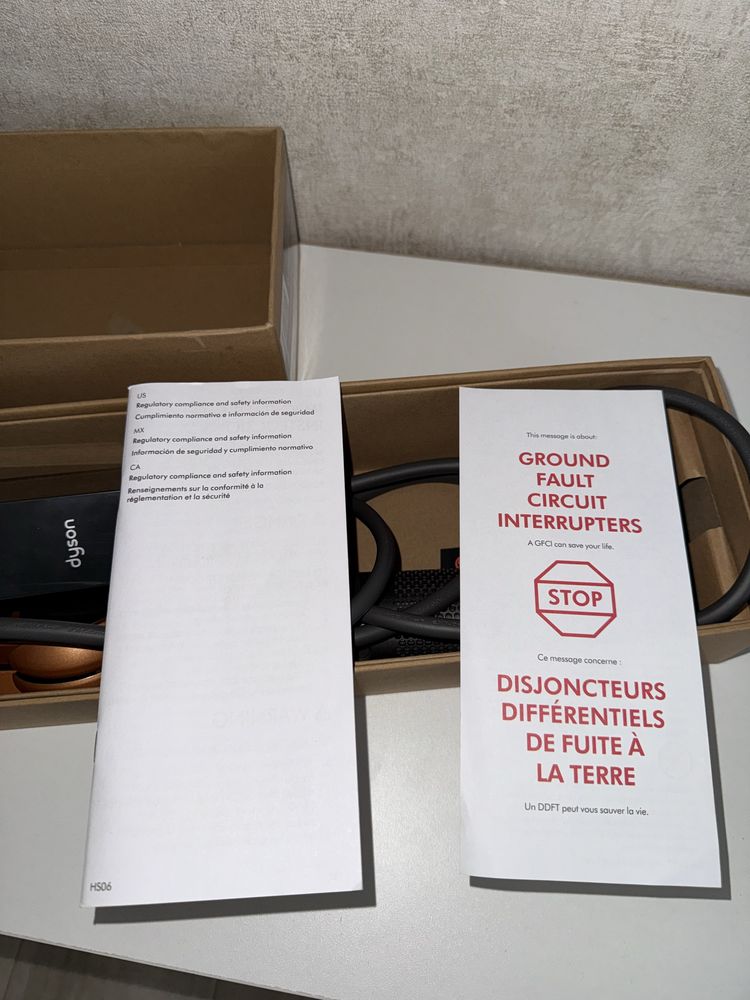 US
Regulatory compliance and safety information
Cumplimiento normativo e información de seguridad
MX
Regulatory compliance and safety information
Información de seguridad y cumplimiento normativo
CA
Regulatory compliance and safety information
Renseignements sur la conformité à la
réglementation et la sécurité
HS06
dyson
This message is about:
GROUND
FAULT
CIRCUIT
INTERRUPTERS
A GFCI can save your life.
STOP
Ce message concerne :
DISJONCTEURS
DIFFÉRENTIELS
DE FUITE À
LA TERRE
Un DDFT peut vous sauver la vie.